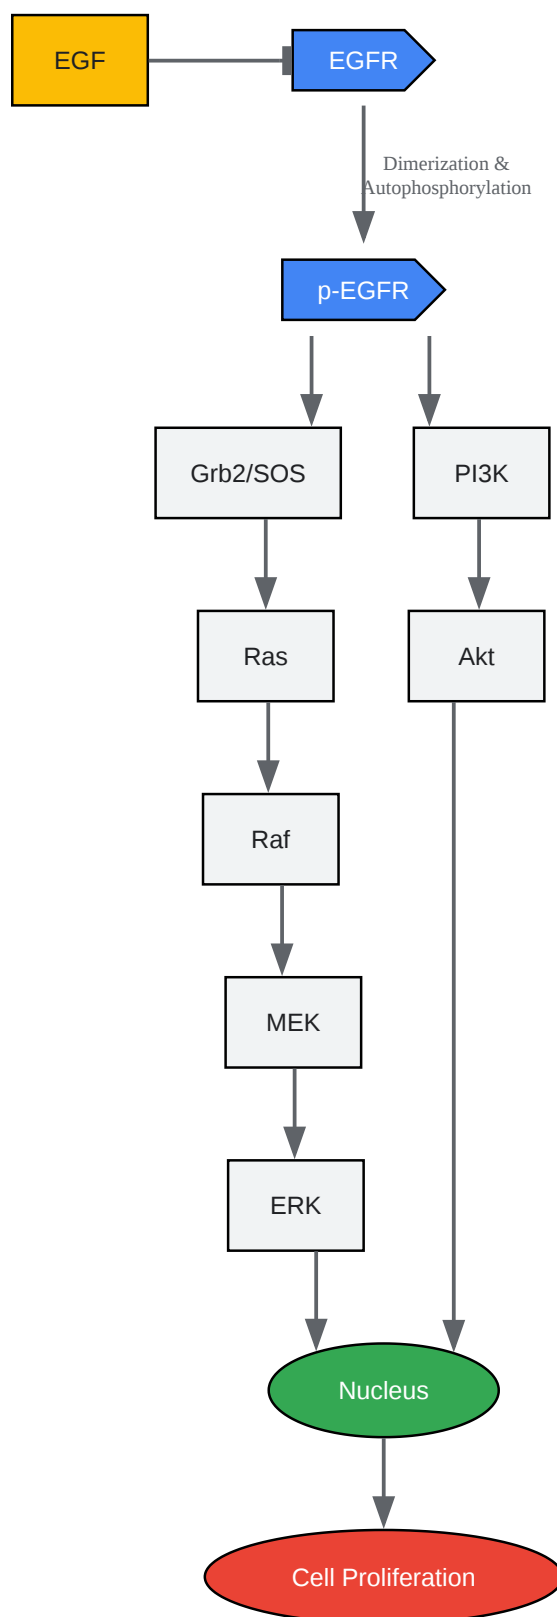 EGF
EGFR
Dimerization &
Autophosphorylation
p-EGFR
Grb2/SOS
PI3K
Ras
Akt
Raf
MEK
ERK
Nucleus
Cell Proliferation